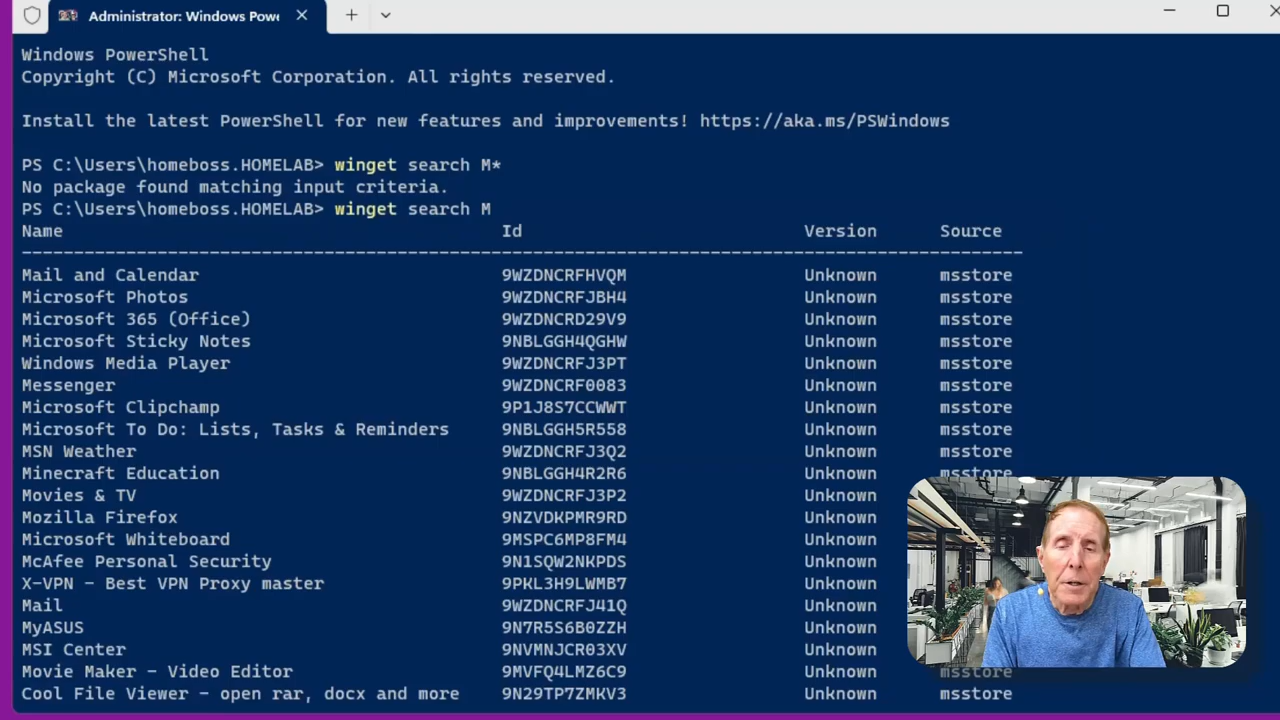 Administrator: Windows Powe
Windows PowerShell
Copyright (C) Microsoft Corporation. All rights reserved.
Install the latest PowerShell for new features and improvements! https://aka.ms/PSWindows
PS C:\Users\homeboss.HOMELAB> winget search M*
No package found matching input criteria.
PS C:\Users\homeboss.HOMELAB> winget search M
Name Id Version Source
--------------------------------------------------------------------------------------------
Mail and Calendar 9WZDNCRFHVQM Unknown msstore
Microsoft Photos 9WZDNCRFJBH4 Unknown msstore
Microsoft 365 (Office) 9WZDNCRD29V9 Unknown msstore
Microsoft Sticky Notes 9NBLGGH4QGHW Unknown msstore
Windows Media Player 9WZDNCRFJ3PT Unknown msstore
Messenger 9WZDNCRF0083 Unknown msstore
Microsoft Clipchamp 9P1J8S7CCWWT Unknown msstore
Microsoft To Do: Lists, Tasks & Reminders 9NBLGGH5R558 Unknown msstore
MSN Weather 9WZDNCRFJ3Q2 Unknown msstore
Minecraft Education 9NBLGGH4R2R6 Unknown msstore
Movies & TV 9WZDNCRFJ3P2 Unknown
Mozilla Firefox 9NZVDKPMR9RD Unknown
Microsoft Whiteboard 9MSPC6MP8FM4 Unknown
McAfee Personal Security 9N1SQW2NKPDS Unknown
X-VPN - Best VPN Proxy master 9PKL3H9LWMB7 Unknown
Mail 9WZDNCRFJ41Q Unknown
MyASUS 9N7R5S6B0ZZH Unknown
MSI Center 9NVMNJCR03XV Unknown
Movie Maker - Video Editor 9MVFQ4LMZ6C9 Unknown msstore
Cool File Viewer - open rar, docx and more 9N29TP7ZMKV3 Unknown msstore